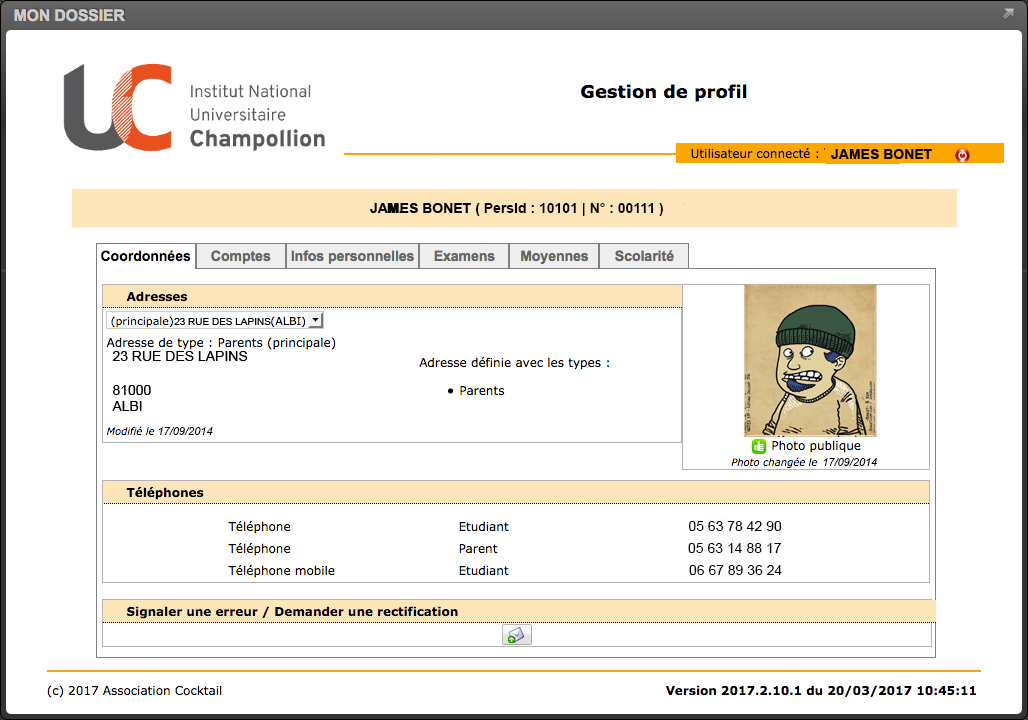 MON DOSSIER
UC
Institut National
Universitaire
Champollion
Gestion de profil
Utilisateur connecté : JAMES BONET
JAMES BONET ( PersId : 10101 | N° : 00111 )
Coordonnées Comptes Infos personnelles Examens Moyennes Scolarité
Adresses
(principale)23 RUE DES LAPINS(ALBI)
Adresse de type : Parents (principale)
23 RUE DES LAPINS
Adresse définie avec les types :
81000
• Parents
ALBI
Modifié le 17/09/2014
Photo publique
Photo changée le 17/09/2014
Téléphones
Téléphone Etudiant 05 63 78 42 90
Téléphone Parent 05 63 14 88 17
Téléphone mobile Etudiant 06 67 89 36 24
Signaler une erreur / Demander une rectification
(c) 2017 Association Cocktail
Version 2017.2.10.1 du 20/03/2017 10:45:11